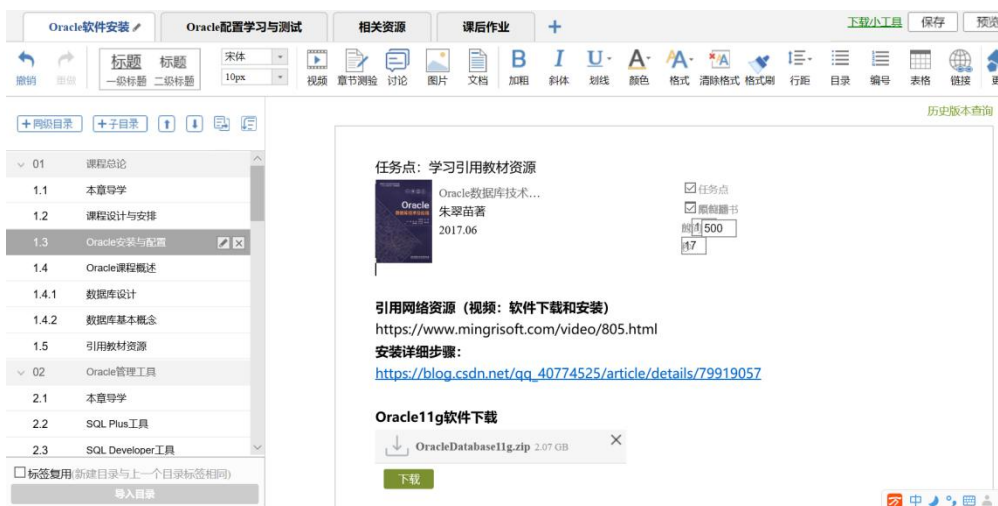 Oracle软件安装 Oracle配置学习与测试 相关资源 课后作业 + 下载小工具 保存 预览
标题 标题 宋体
撤销 重做 一级标题 二级标题 10px 视频 章节测验 讨论 图片 文档 B 加粗 I 斜体 U 划线 A 颜色 格式 清除格式 格式刷 行距 目录 编号 表格 链接
历史版本查询
+同级目录 +子目录
01 课程总论
1.1 本章导学
1.2 课程设计与安排
1.3 Oracle安装与配置
1.4 Oracle课程概述
1.4.1 数据库设计
1.4.2 数据库基本概念
1.5 引用教材资源
02 Oracle管理工具
2.1 本章导学
2.2 SQL Plus工具
2.3 SQL Developer工具
标签复用(新建目录与上一个目录标签相同)
导入目录
任务点：学习引用教材资源
Oracle
Oracle数据库技术...
朱翠苗著
2017.06
任务点
500
17
引用网络资源（视频：软件下载和安装）
https://www.mingrisoft.com/video/805.html
安装详细步骤：
https://blog.csdn.net/qq_40774525/article/details/79919057
Oracle11g软件下载
OracleDatabase11g.zip 2.07 GB
下载
中